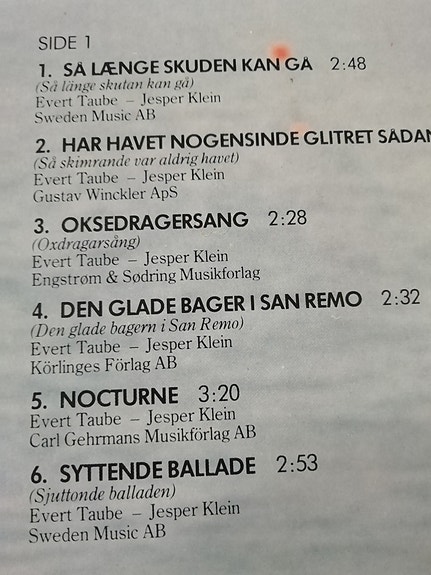 SIDE 1
1. SÅ LÆNGE SKUDEN KAN GÅ 2:48
(Så länge skutan kan gå)
Evert Taube – Jesper Klein
Sweden Music AB
2. HAR HAVET NOGENSINDE GLITRET SÅDAN
(Så skimrande var aldrig havet)
Evert Taube – Jesper Klein
Gustav Winckler ApS
3. OKSEDRAGERSANG 2:28
(Oxdragarsång)
Evert Taube – Jesper Klein
Engstrøm & Sødring Musikforlag
4. DEN GLADE BAGER I SAN REMO 2:32
(Den glade bagern i San Remo)
Evert Taube – Jesper Klein
Körlinges Förlag AB
5. NOCTURNE 3:20
Evert Taube – Jesper Klein
Carl Gehrmans Musikförlag AB
6. SYTTENDE BALLADE 2:53
(Sjuttonde balladen)
Evert Taube – Jesper Klein
Sweden Music AB